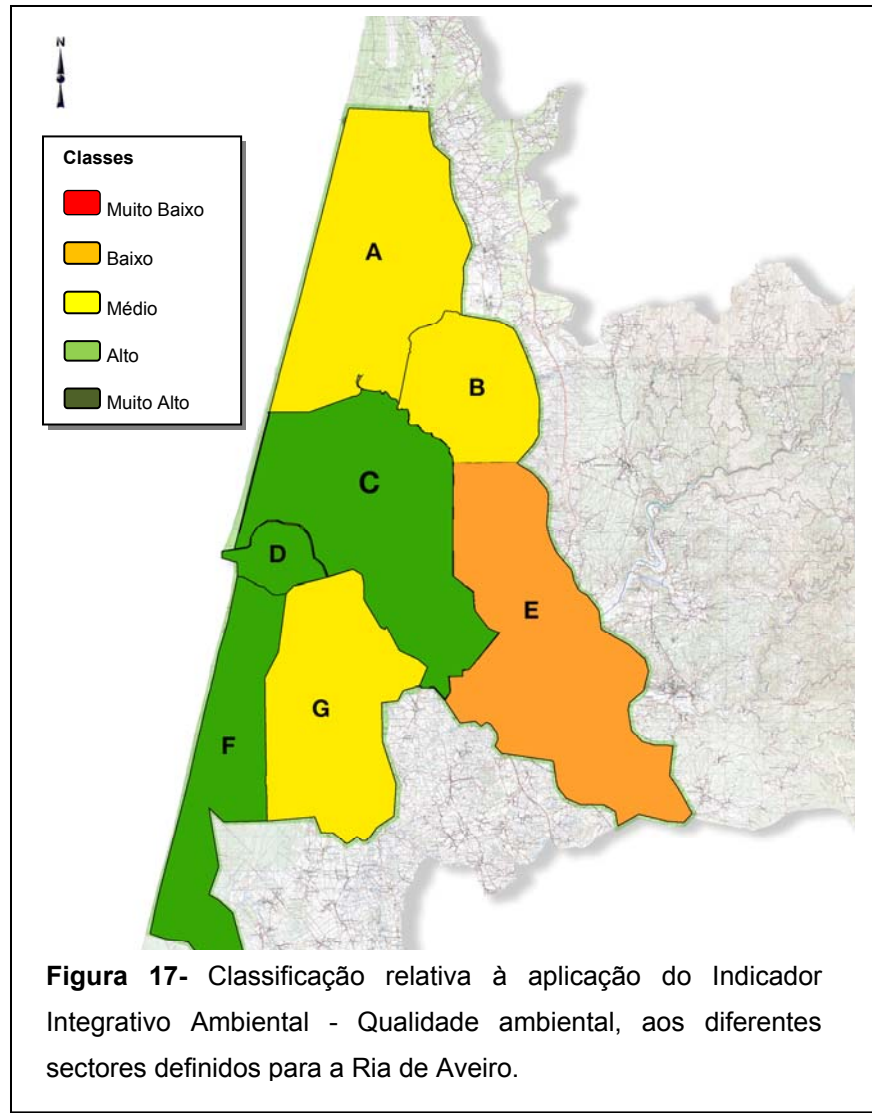 N
Classes
Muito Baixo
Baixo
Médio
Alto
Muito Alto
A
B
C
D
E
F
G
Figura 17- Classificação relativa à aplicação do Indicador
Integrativo Ambiental - Qualidade ambiental, aos diferentes
sectores definidos para a Ria de Aveiro.